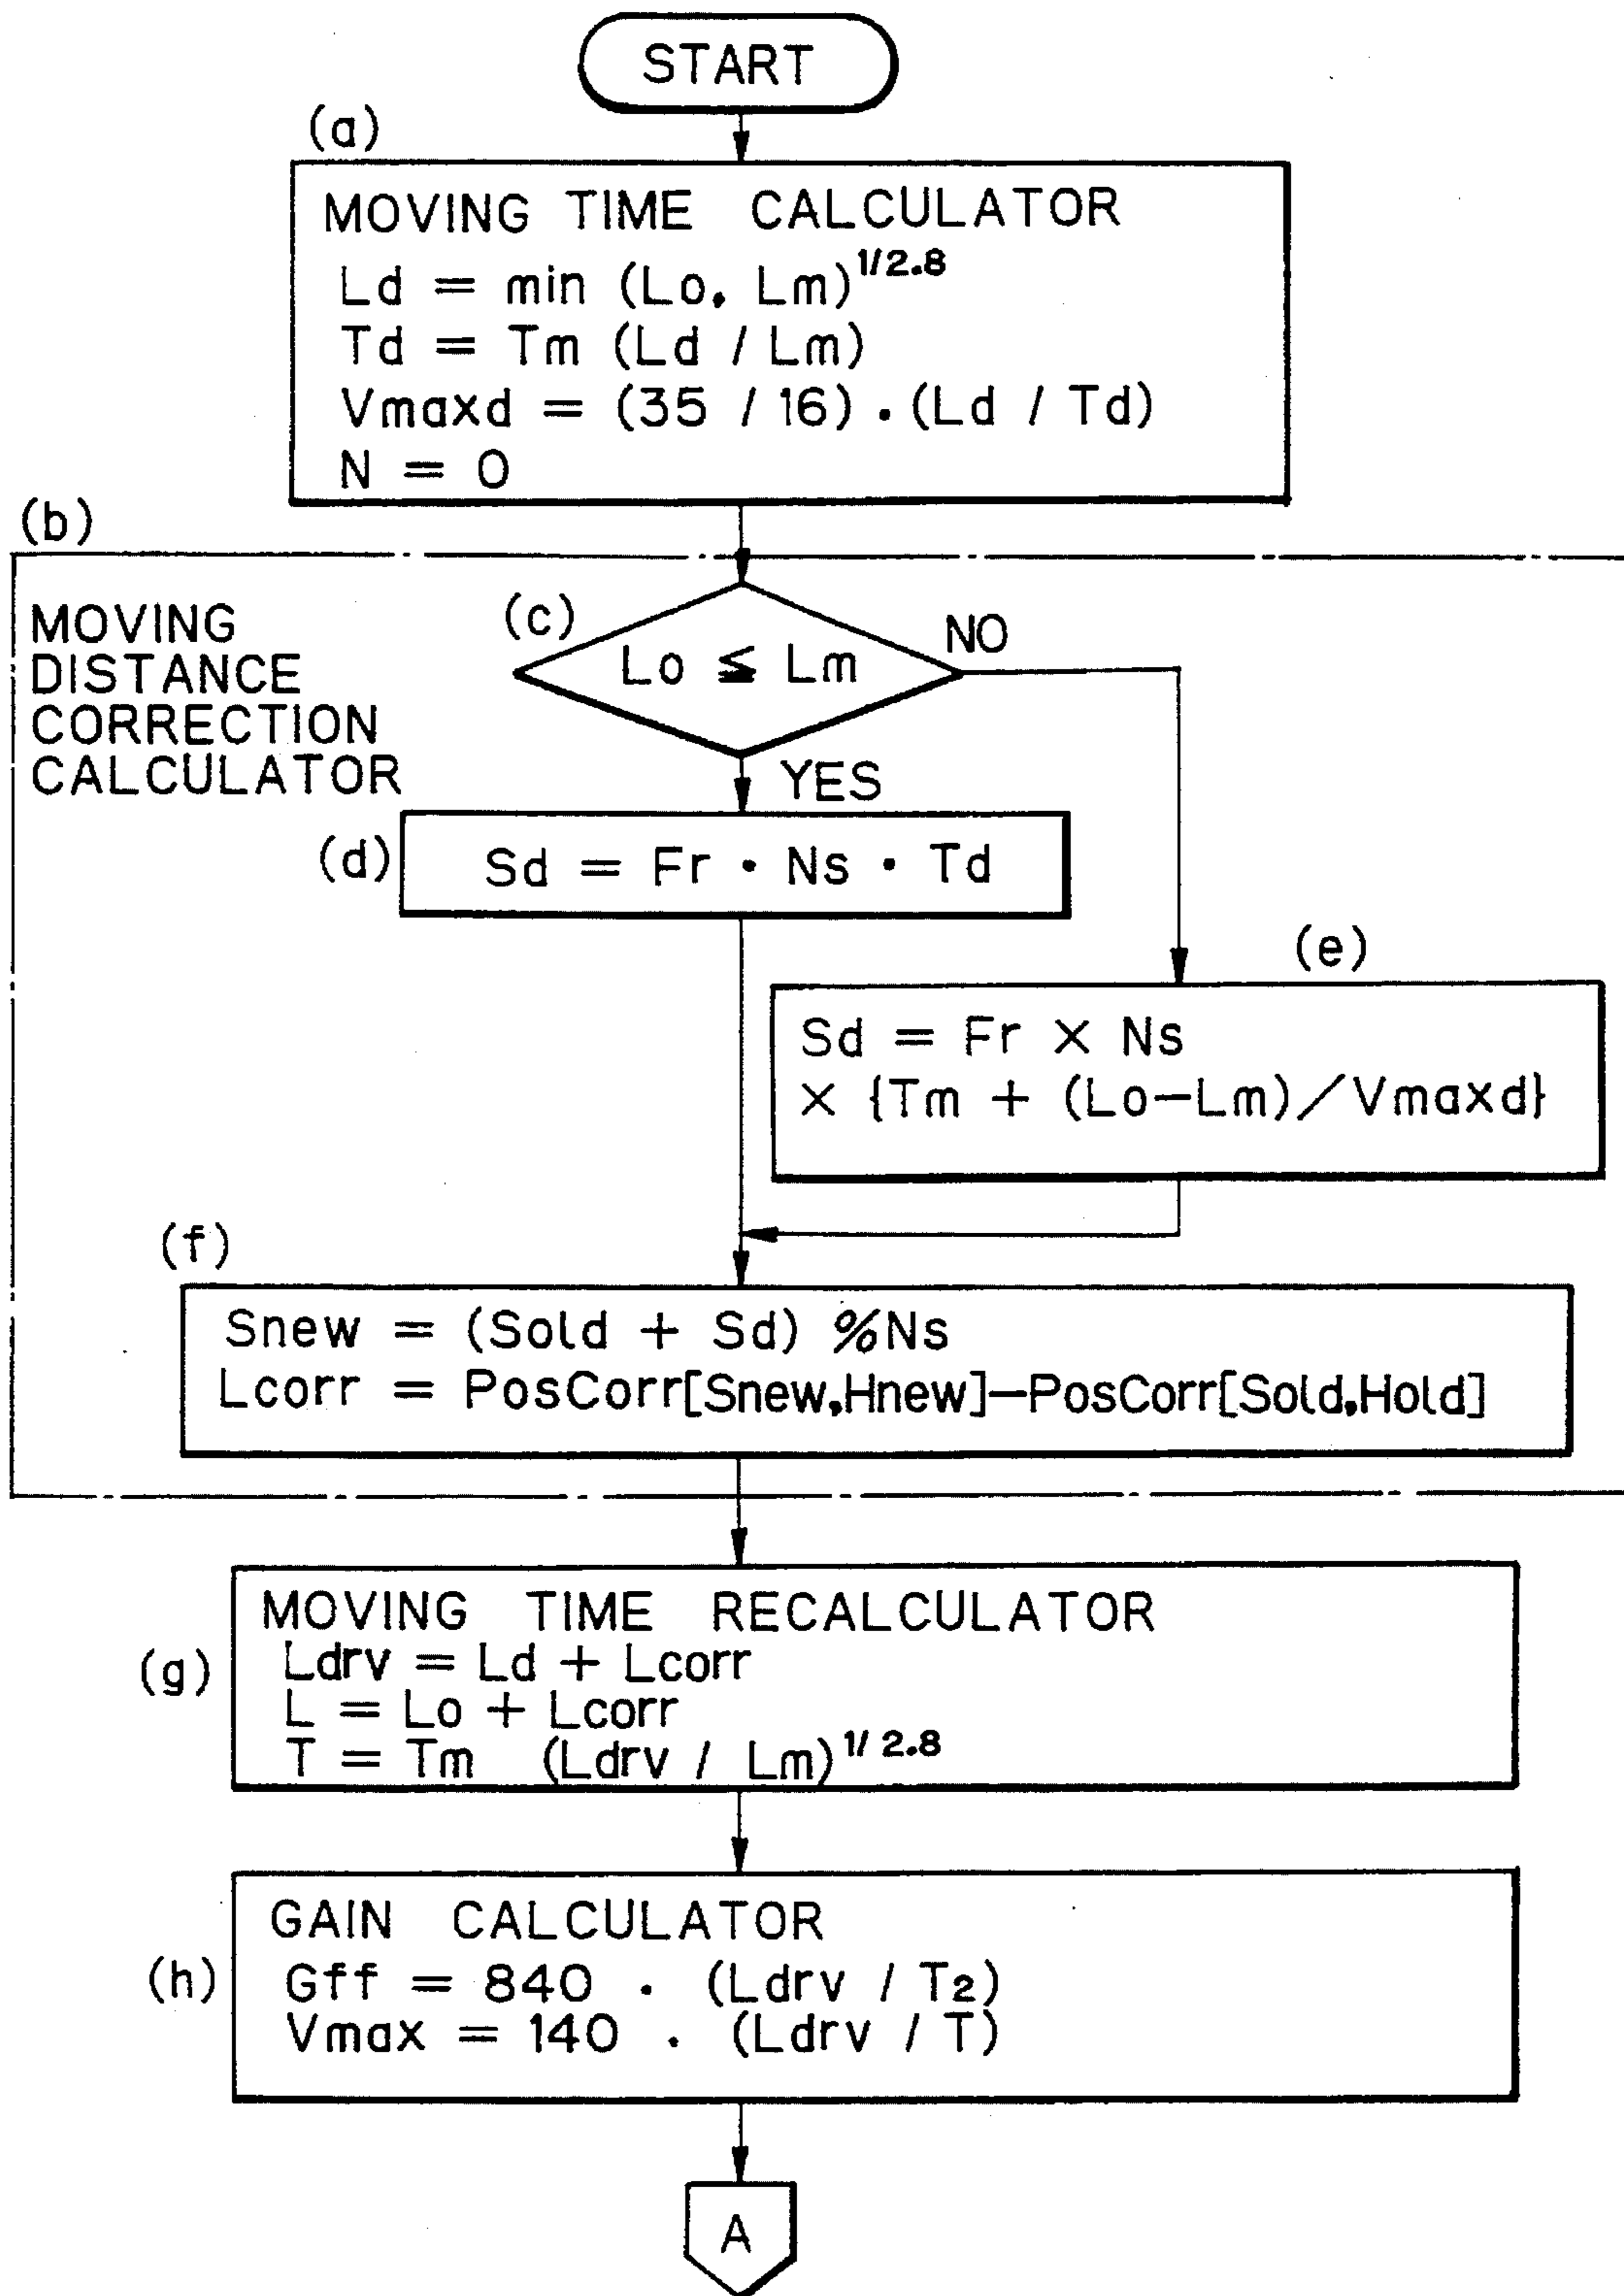 START
(a)
MOVING TIME CALCULATOR
Ld = min (Lo, Lm)^1/2.8
Td = Tm (Ld / Lm)
Vmaxd = (35 / 16) · (Ld / Td)
N = 0
(b)
MOVING
DISTANCE
CORRECTION
CALCULATOR
(c)
Lo ≦ Lm
NO
YES
(d)
Sd = Fr · Ns · Td
(e)
Sd = Fr × Ns
× {Tm + (Lo-Lm)/Vmaxd}
(f)
Snew = (Sold + Sd) %Ns
Lcorr = PosCorr[Snew,Hnew]-PosCorr[Sold,Hold]
(g)
MOVING TIME RECALCULATOR
Ldrv = Ld + Lcorr
L = Lo + Lcorr
T = Tm (Ldrv / Lm)^1/2.8
(h)
GAIN CALCULATOR
Gff = 840 · (Ldrv / T2)
Vmax = 140 · (Ldrv / T)
A